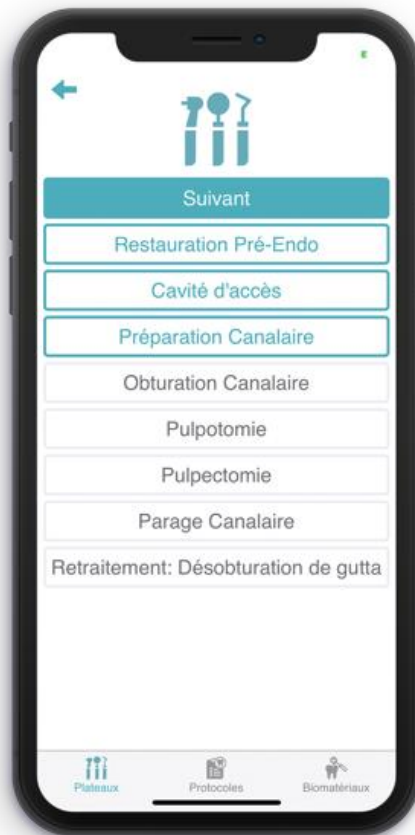 Suivant
Restauration Pré-Endo
Cavité d'accès
Préparation Canalaire
Obturation Canalaire
Pulpotomie
Pulpectomie
Parage Canalaire
Retraitement: Désobturation de gutta
Plateaux Protocoles Biomatériaux